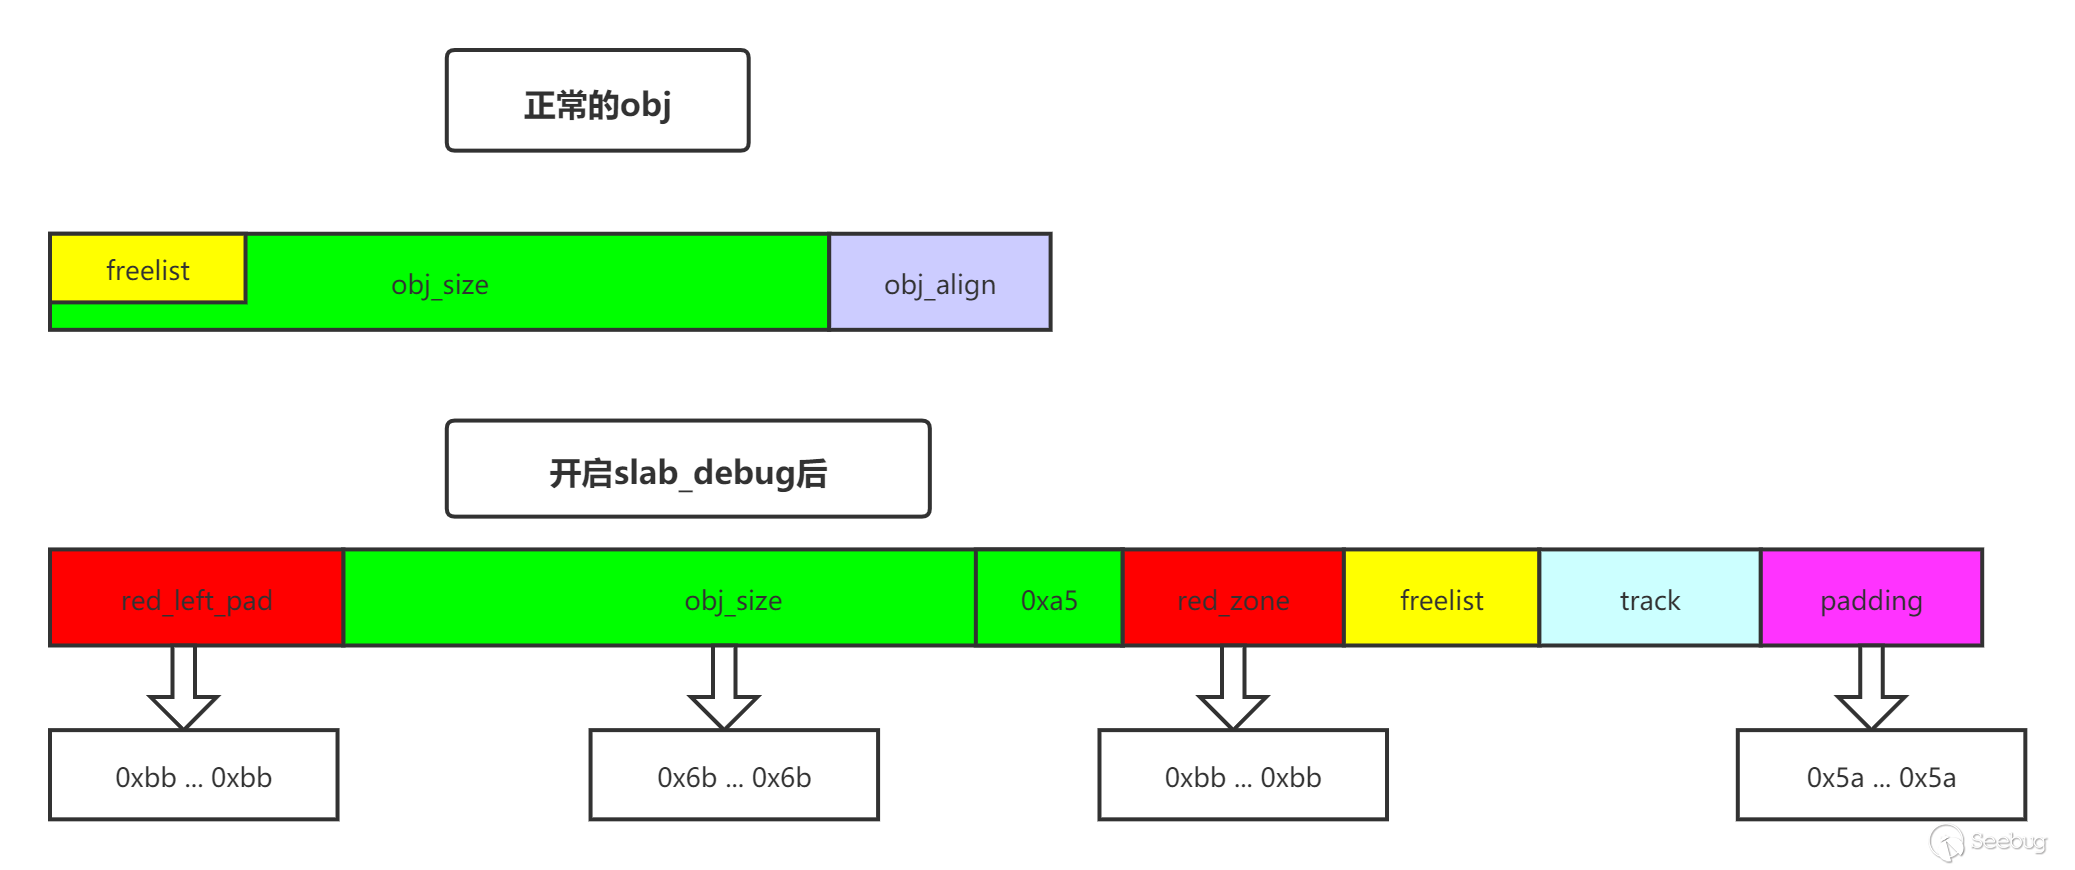 正常的obj
freelist
obj_size
obj_align
开启slab_debug后
red_left_pad
obj_size
0xa5
red_zone
freelist
track
padding
0xbb ... 0xbb
0x6b ... 0x6b
0xbb ... 0xbb
0x5a ... 0x5a
Seebug